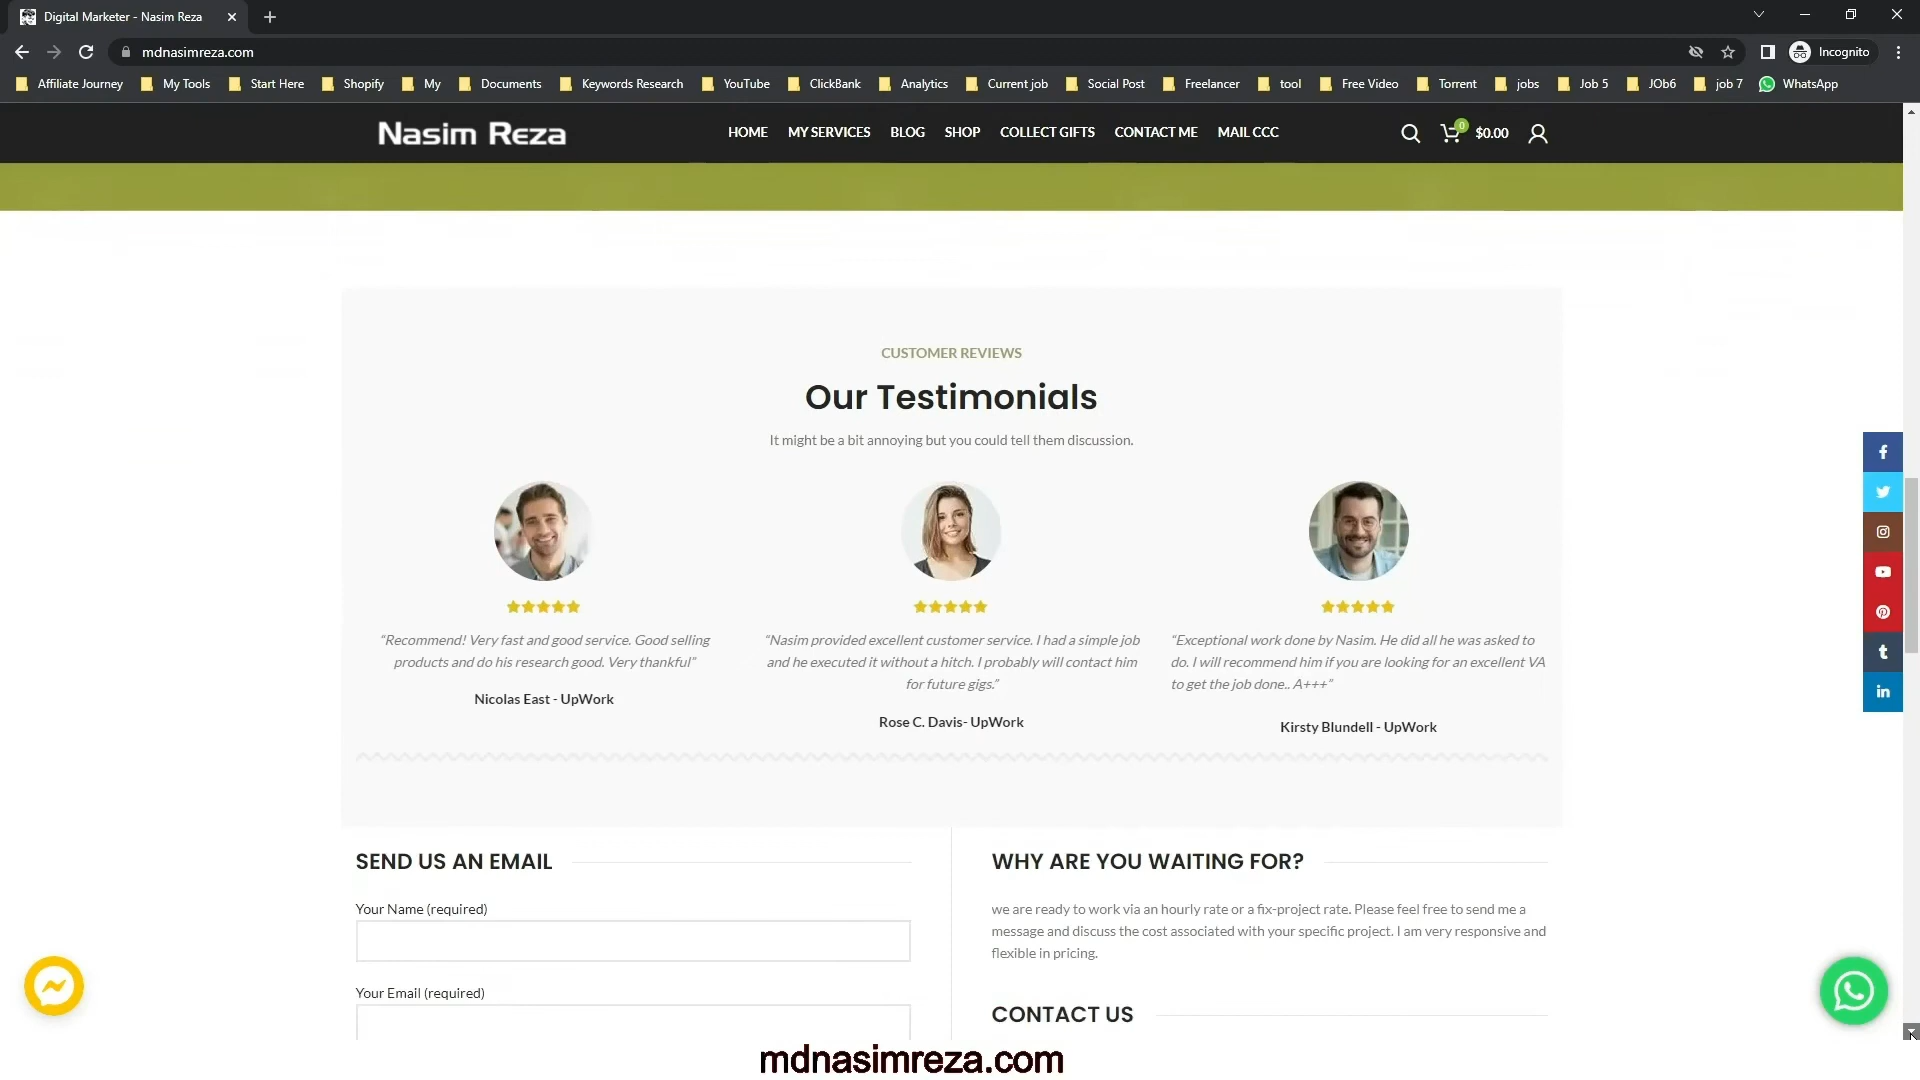 Digital Marketer - Nasim Reza
mdnasimreza.com
Incognito
Affiliate Journey My Tools Start Here Shopify My Documents Keywords Research YouTube ClickBank Analytics Current job Social Post Freelancer tool Free Video Torrent jobs Job 5 JOb6 job 7 WhatsApp
Nasim Reza HOME MY SERVICES BLOG SHOP COLLECT GIFTS CONTACT ME MAIL CCC 0 $0.00
CUSTOMER REVIEWS
Our Testimonials
It might be a bit annoying but you could tell them discussion.
“Recommend! Very fast and good service. Good selling
products and do his research good. Very thankful”
Nicolas East - UpWork
“Nasim provided excellent customer service. I had a simple job
and he executed it without a hitch. I probably will contact him
for future gigs.”
Rose C. Davis- UpWork
“Exceptional work done by Nasim. He did all he was asked to
do. I will recommend him if you are looking for an excellent VA
to get the job done.. A+++”
Kirsty Blundell - UpWork
SEND US AN EMAIL
Your Name (required)
Your Email (required)
WHY ARE YOU WAITING FOR?
we are ready to work via an hourly rate or a fix-project rate. Please feel free to send me a
message and discuss the cost associated with your specific project. I am very responsive and
flexible in pricing.
CONTACT US
mdnasimreza.com